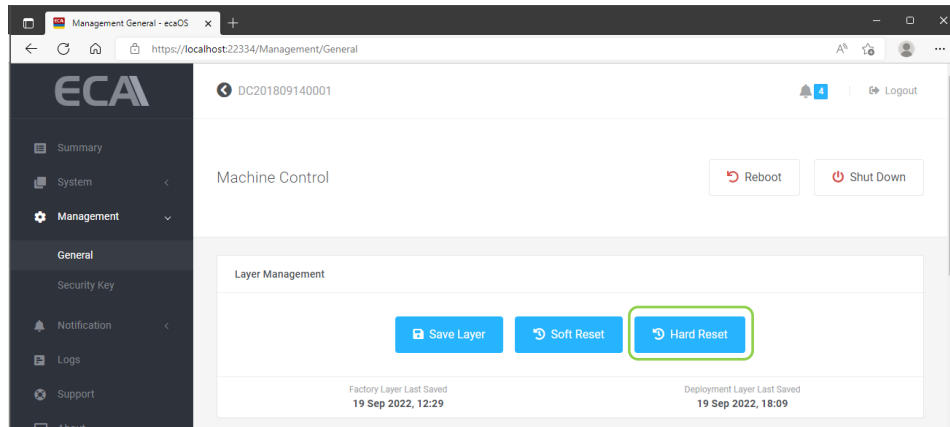 Management General - ecaOS
https://localhost:22334/Management/General
ECA
DC201809140001
4
Logout
Summary
System
Machine Control
Reboot
Shut Down
Management
General
Layer Management
Security Key
Notification
Save Layer
Soft Reset
Hard Reset
Logs
Factory Layer Last Saved
Deployment Layer Last Saved
Support
19 Sep 2022, 12:29
19 Sep 2022, 18:09
About